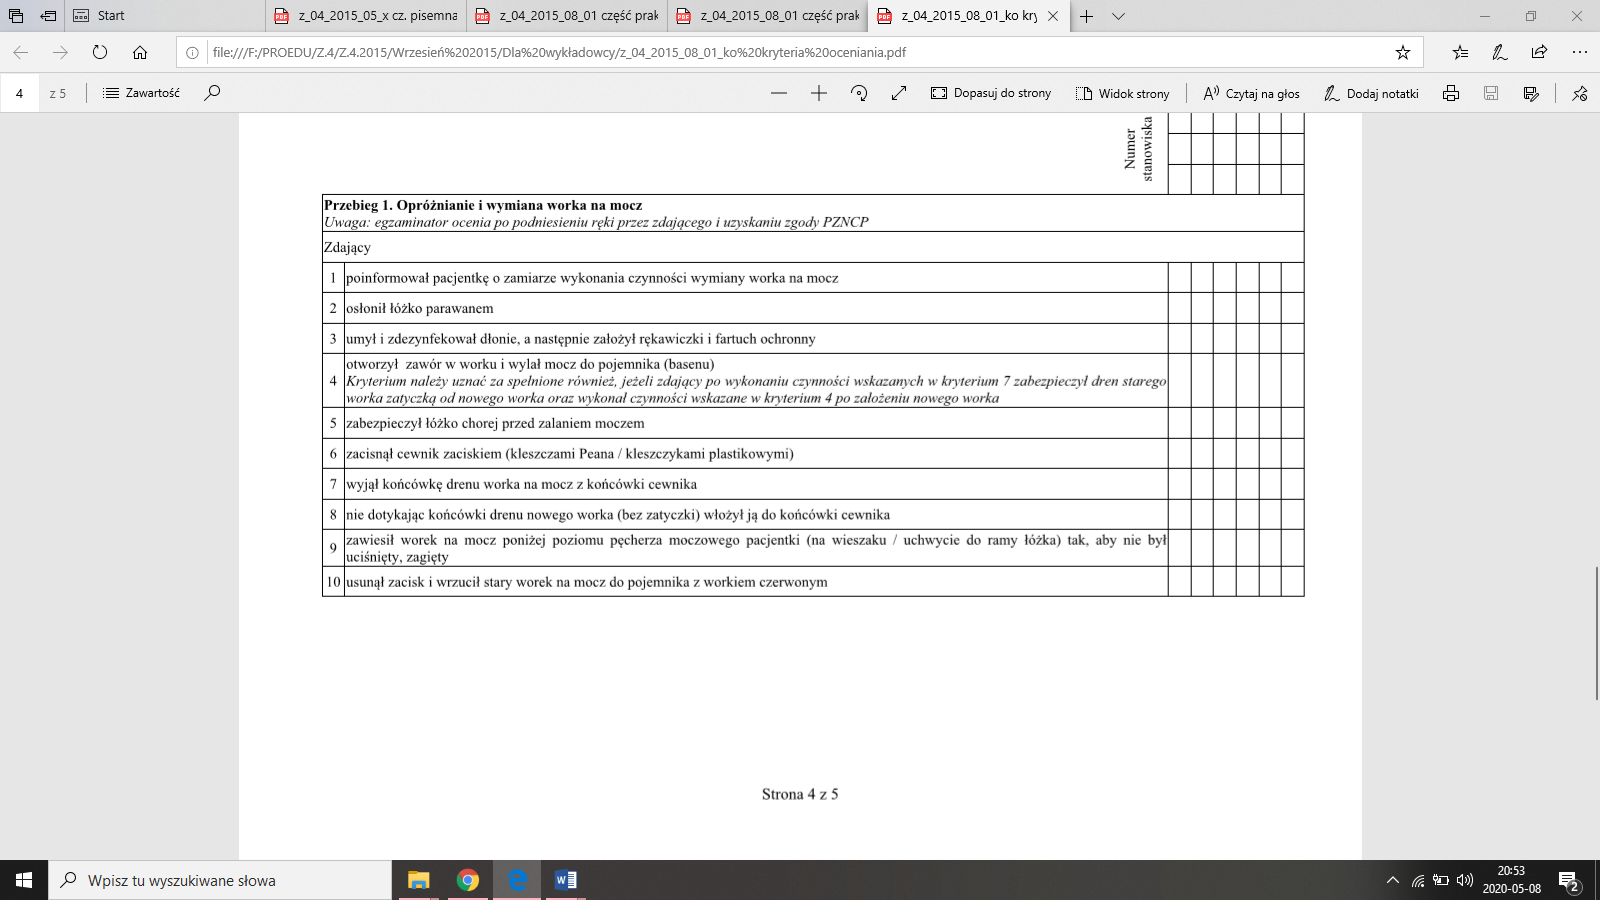 Start
z_04_2015_05_x cz. pisemna
z_04_2015_08_01 część prak
z_04_2015_08_01 część prak
z_04_2015_08_01_ko kry
file:///F:/PROEDU/Z.4/Z.4.2015/Wrzesień%202015/Dla%20wykładowcy/z_04_2015_08_01_ko%20kryteria%20oceniania.pdf
4 z 5 Zawartość Dopasuj do strony Widok strony Czytaj na głos Dodaj notatki
Numer
stanowiska
Przebieg 1. Opróżnianie i wymiana worka na mocz
Uwaga: egzaminator ocenia po podniesieniu ręki przez zdającego i uzyskaniu zgody PZNCP
Zdający
1 poinformował pacjentkę o zamiarze wykonania czynności wymiany worka na mocz
2 osłonił łóżko parawanem
3 umył i zdezynfekował dłonie, a następnie założył rękawiczki i fartuch ochronny
otworzył zawór w worku i wylał mocz do pojemnika (basenu)
4 Kryterium należy uznać za spełnione również, jeżeli zdający po wykonaniu czynności wskazanych w kryterium 7 zabezpieczył dren starego
worka zatyczką od nowego worka oraz wykonał czynności wskazane w kryterium 4 po założeniu nowego worka
5 zabezpieczył łóżko chorej przed zalaniem moczem
6 zacisnął cewnik zaciskiem (kleszczami Peana / kleszczykami plastikowymi)
7 wyjął końcówkę drenu worka na mocz z końcówki cewnika
8 nie dotykając końcówki drenu nowego worka (bez zatyczki) włożył ją do końcówki cewnika
9 zawiesił worek na mocz poniżej poziomu pęcherza moczowego pacjentki (na wieszaku / uchwycie do ramy łóżka) tak, aby nie był
uciśnięty, zagięty
10 usunął zacisk i wrzucił stary worek na mocz do pojemnika z workiem czerwonym
Strona 4 z 5
Wpisz tu wyszukiwane słowa
20:53
2020-05-08
2